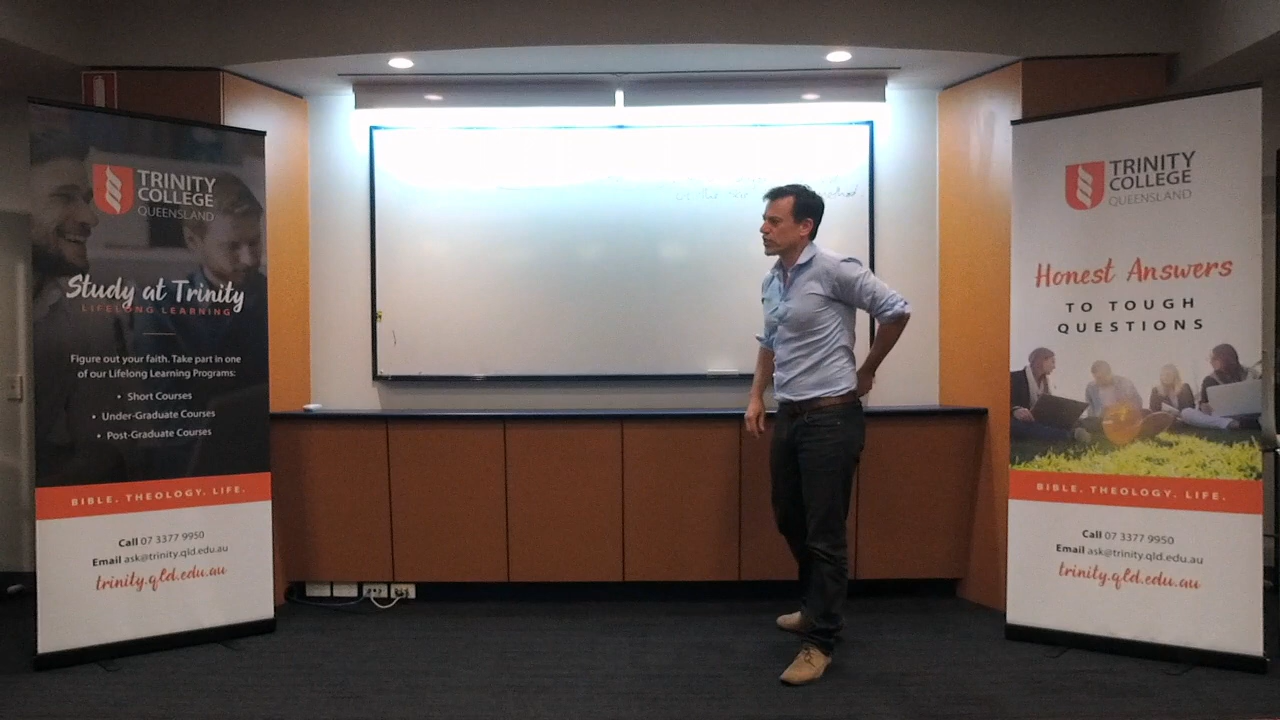 TRINITY
COLLEGE
QUEENSLAND
Study at Trinity
LIFELONG LEARNING
Figure out your faith. Take part in one
of our Lifelong Learning Programs:
• Short Courses
• Under-Graduate Courses
• Post-Graduate Courses
BIBLE. THEOLOGY. LIFE.
Call 07 3377 9950
Email ask@trinity.qld.edu.au
trinity.qld.edu.au
TRINITY
COLLEGE
QUEENSLAND
Honest Answers
TO TOUGH
QUESTIONS
BIBLE. THEOLOGY. LIFE.
Call 07 3377 9950
Email ask@trinity.qld.edu.au
trinity.qld.edu.au